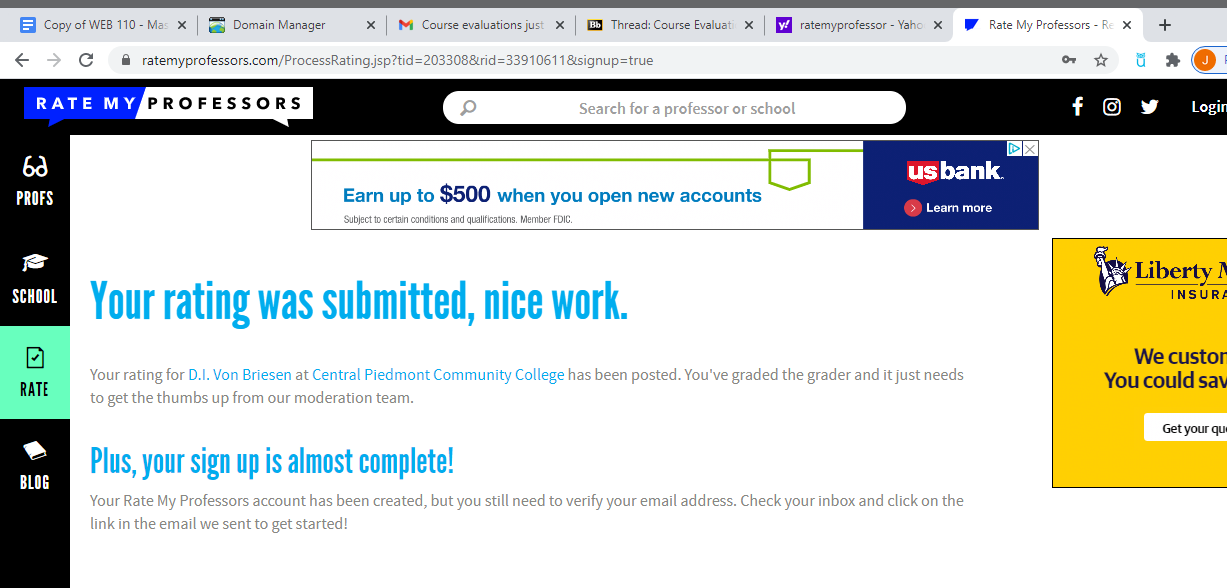 Copy of WEB 110 - Mas
Domain Manager
Course evaluations just
Bb
Thread: Course Evaluati
y!
ratemyprofessor - Yaho
Rate My Professors - Re
ratemyprofessors.com/ProcessRating.jsp?tid=203308&rid=33910611&signup=true
J
RATE MY PROFESSORS
Search for a professor or school
Login
PROFS
SCHOOL
RATE
BLOG
Earn up to $500 when you open new accounts
Subject to certain conditions and qualifications. Member FDIC.
usbank.
Learn more
Your rating was submitted, nice work.
Your rating for D.I. Von Briesen at Central Piedmont Community College has been posted. You've graded the grader and it just needs
to get the thumbs up from our moderation team.
Plus, your sign up is almost complete!
Your Rate My Professors account has been created, but you still need to verify your email address. Check your inbox and click on the
link in the email we sent to get started!
Liberty M
INSURA
We custon
You could sav
Get your quo